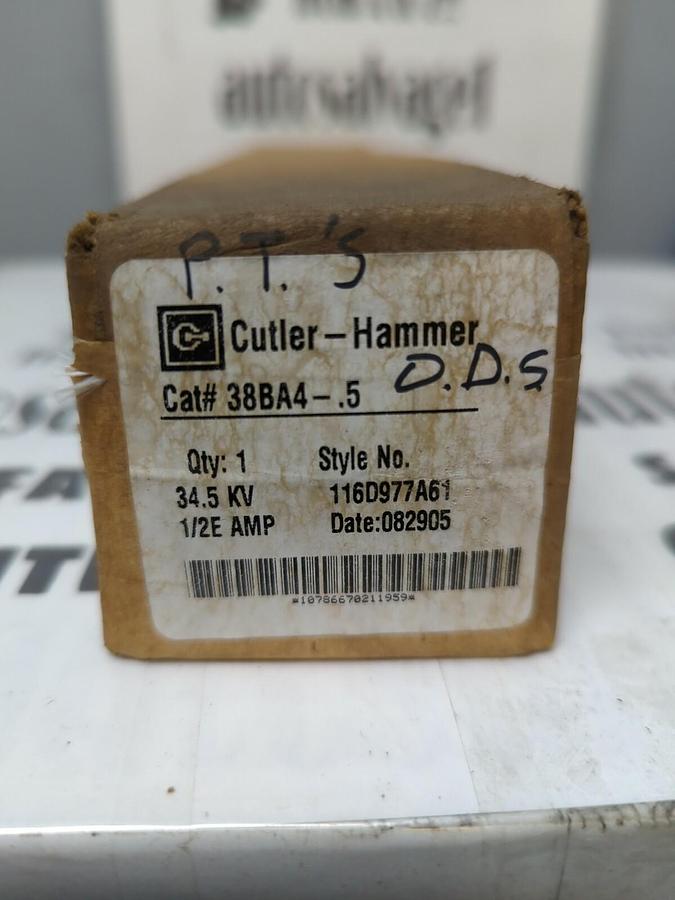 autosalvage1
P.T.'S
Cutler-Hammer
O.D.S
Cat# 38BA4-.5
Qty: 1 Style No.
34.5 KV 116D977A61
1/2E AMP Date:082905
*10786670211959*